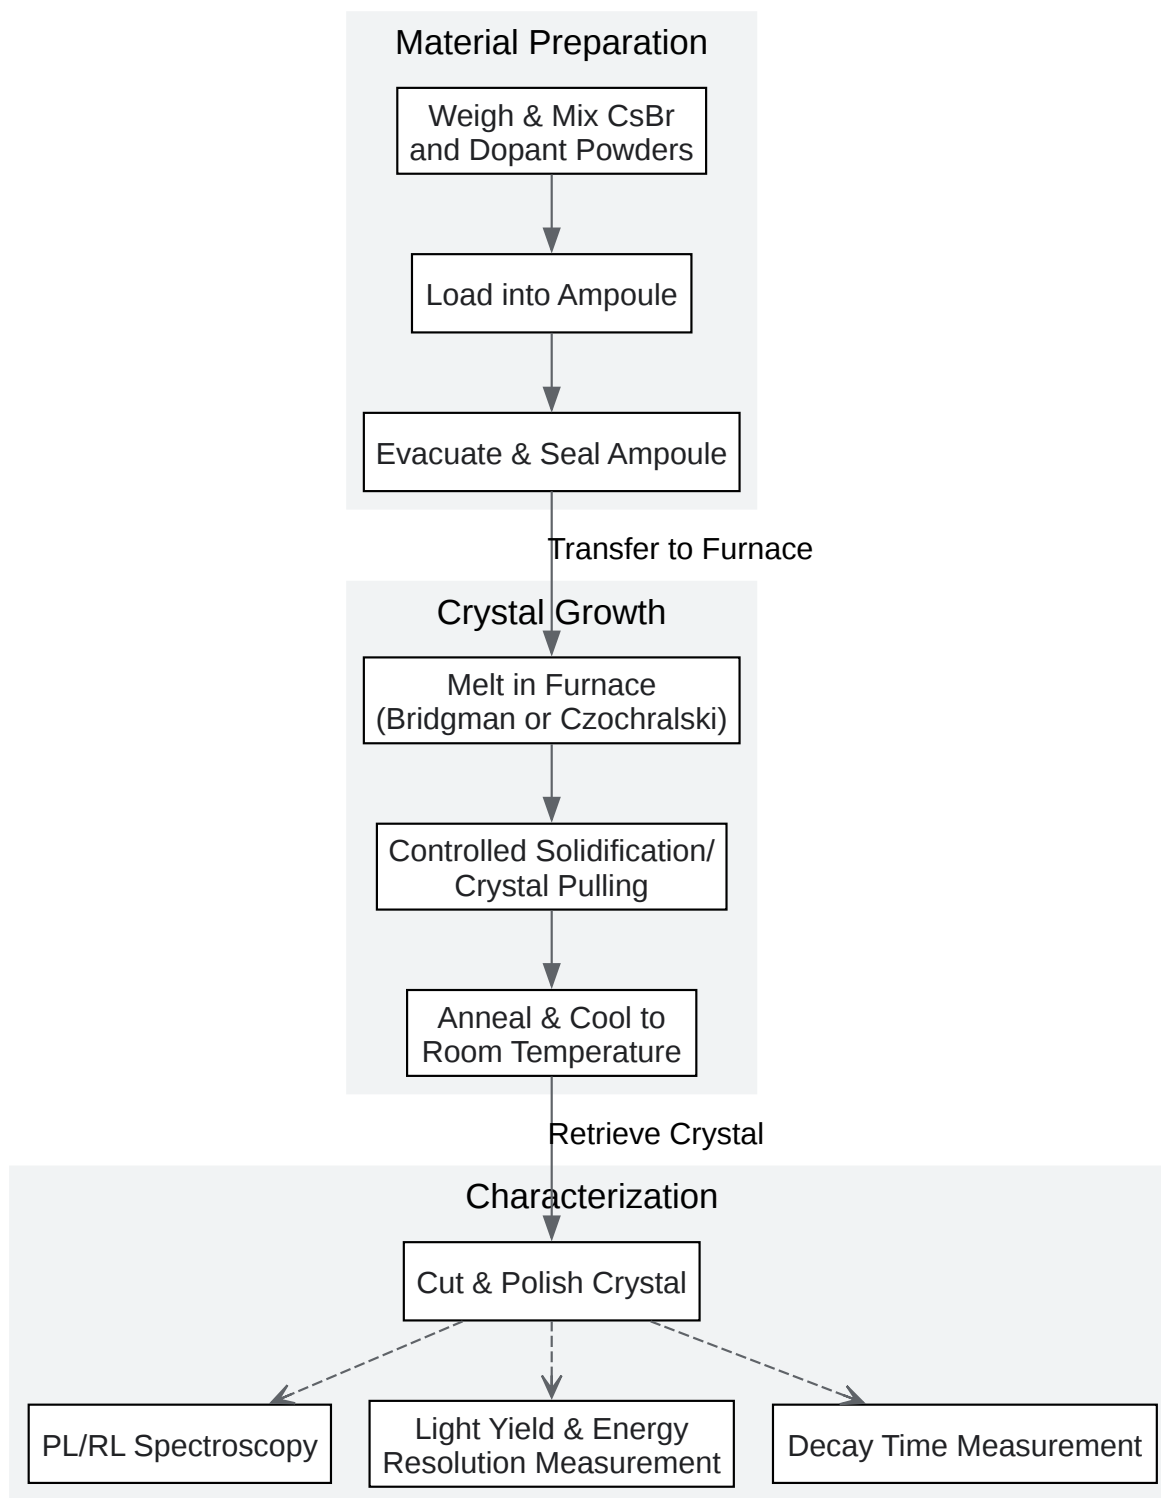 Material Preparation
Weigh & Mix CsBr
and Dopant Powders
Load into Ampoule
Evacuate & Seal Ampoule
Transfer to Furnace
Crystal Growth
Melt in Furnace
(Bridgman or Czochralski)
Controlled Solidification/
Crystal Pulling
Anneal & Cool to
Room Temperature
Retrieve Crystal
Characterization
Cut & Polish Crystal
PL/RL Spectroscopy
Light Yield & Energy
Resolution Measurement
Decay Time Measurement